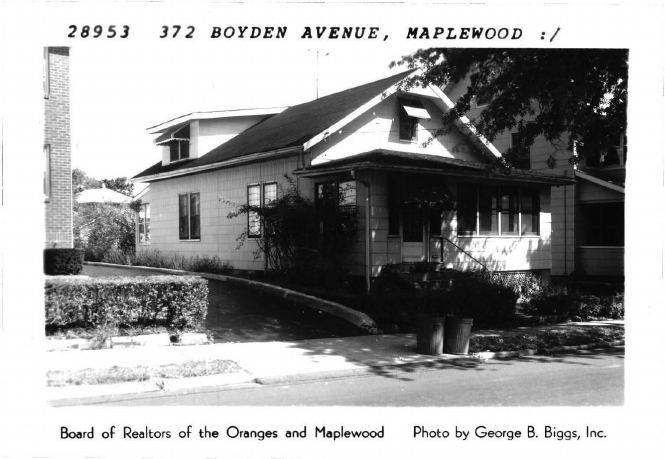 28953 372 BOYDEN AVENUE, MAPLEWOOD :/
Board of Realtors of the Oranges and Maplewood Photo by George B. Biggs, Inc.